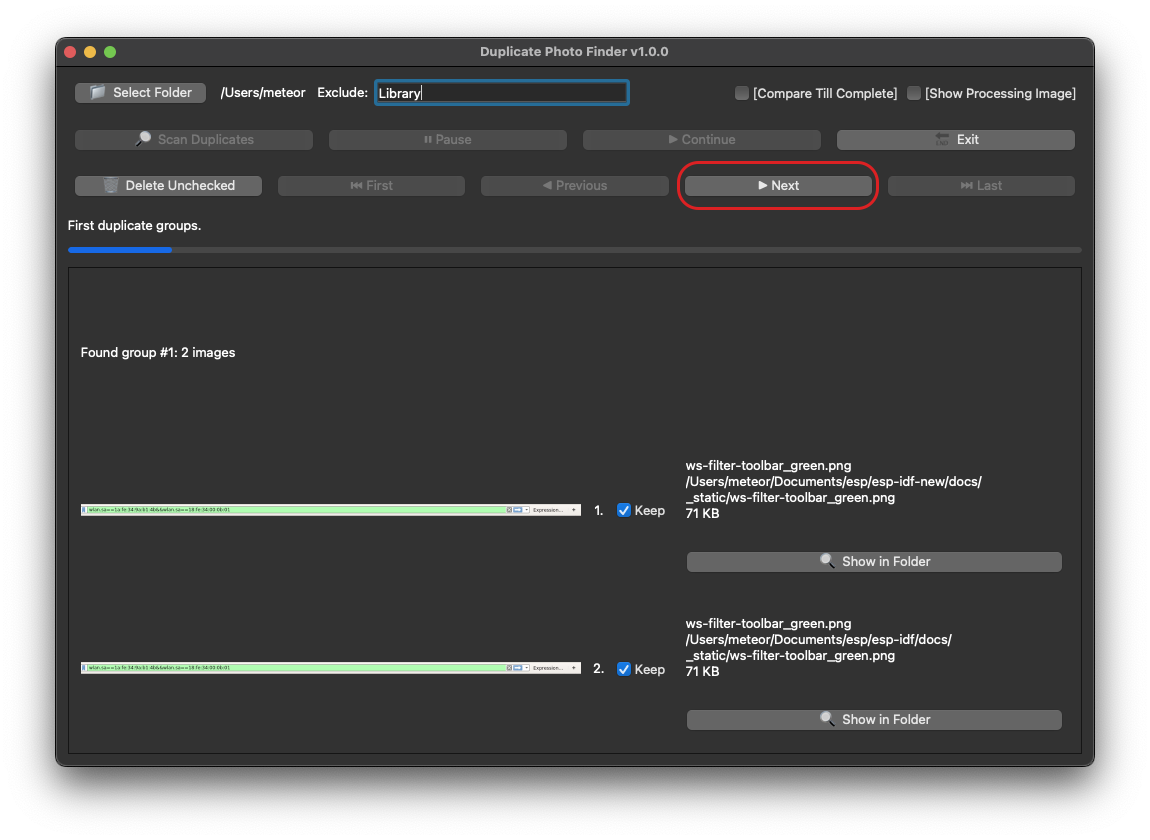 Duplicate Photo Finder v1.0.0
Select Folder /Users/meteor Exclude: Library [Compare Till Complete] [Show Processing Image]
Scan Duplicates Pause Continue Exit
Delete Unchecked First Previous Next Last
First duplicate groups.
Found group #1: 2 images
ws-filter-toolbar_green.png
/Users/meteor/Documents/esp/esp-idf-new/docs/
_static/ws-filter-toolbar_green.png
Expression... + 1. Keep
71 KB
Show in Folder
ws-filter-toolbar_green.png
/Users/meteor/Documents/esp/esp-idf/docs/
_static/ws-filter-toolbar_green.png
Expression... + 2. Keep
71 KB
Show in Folder